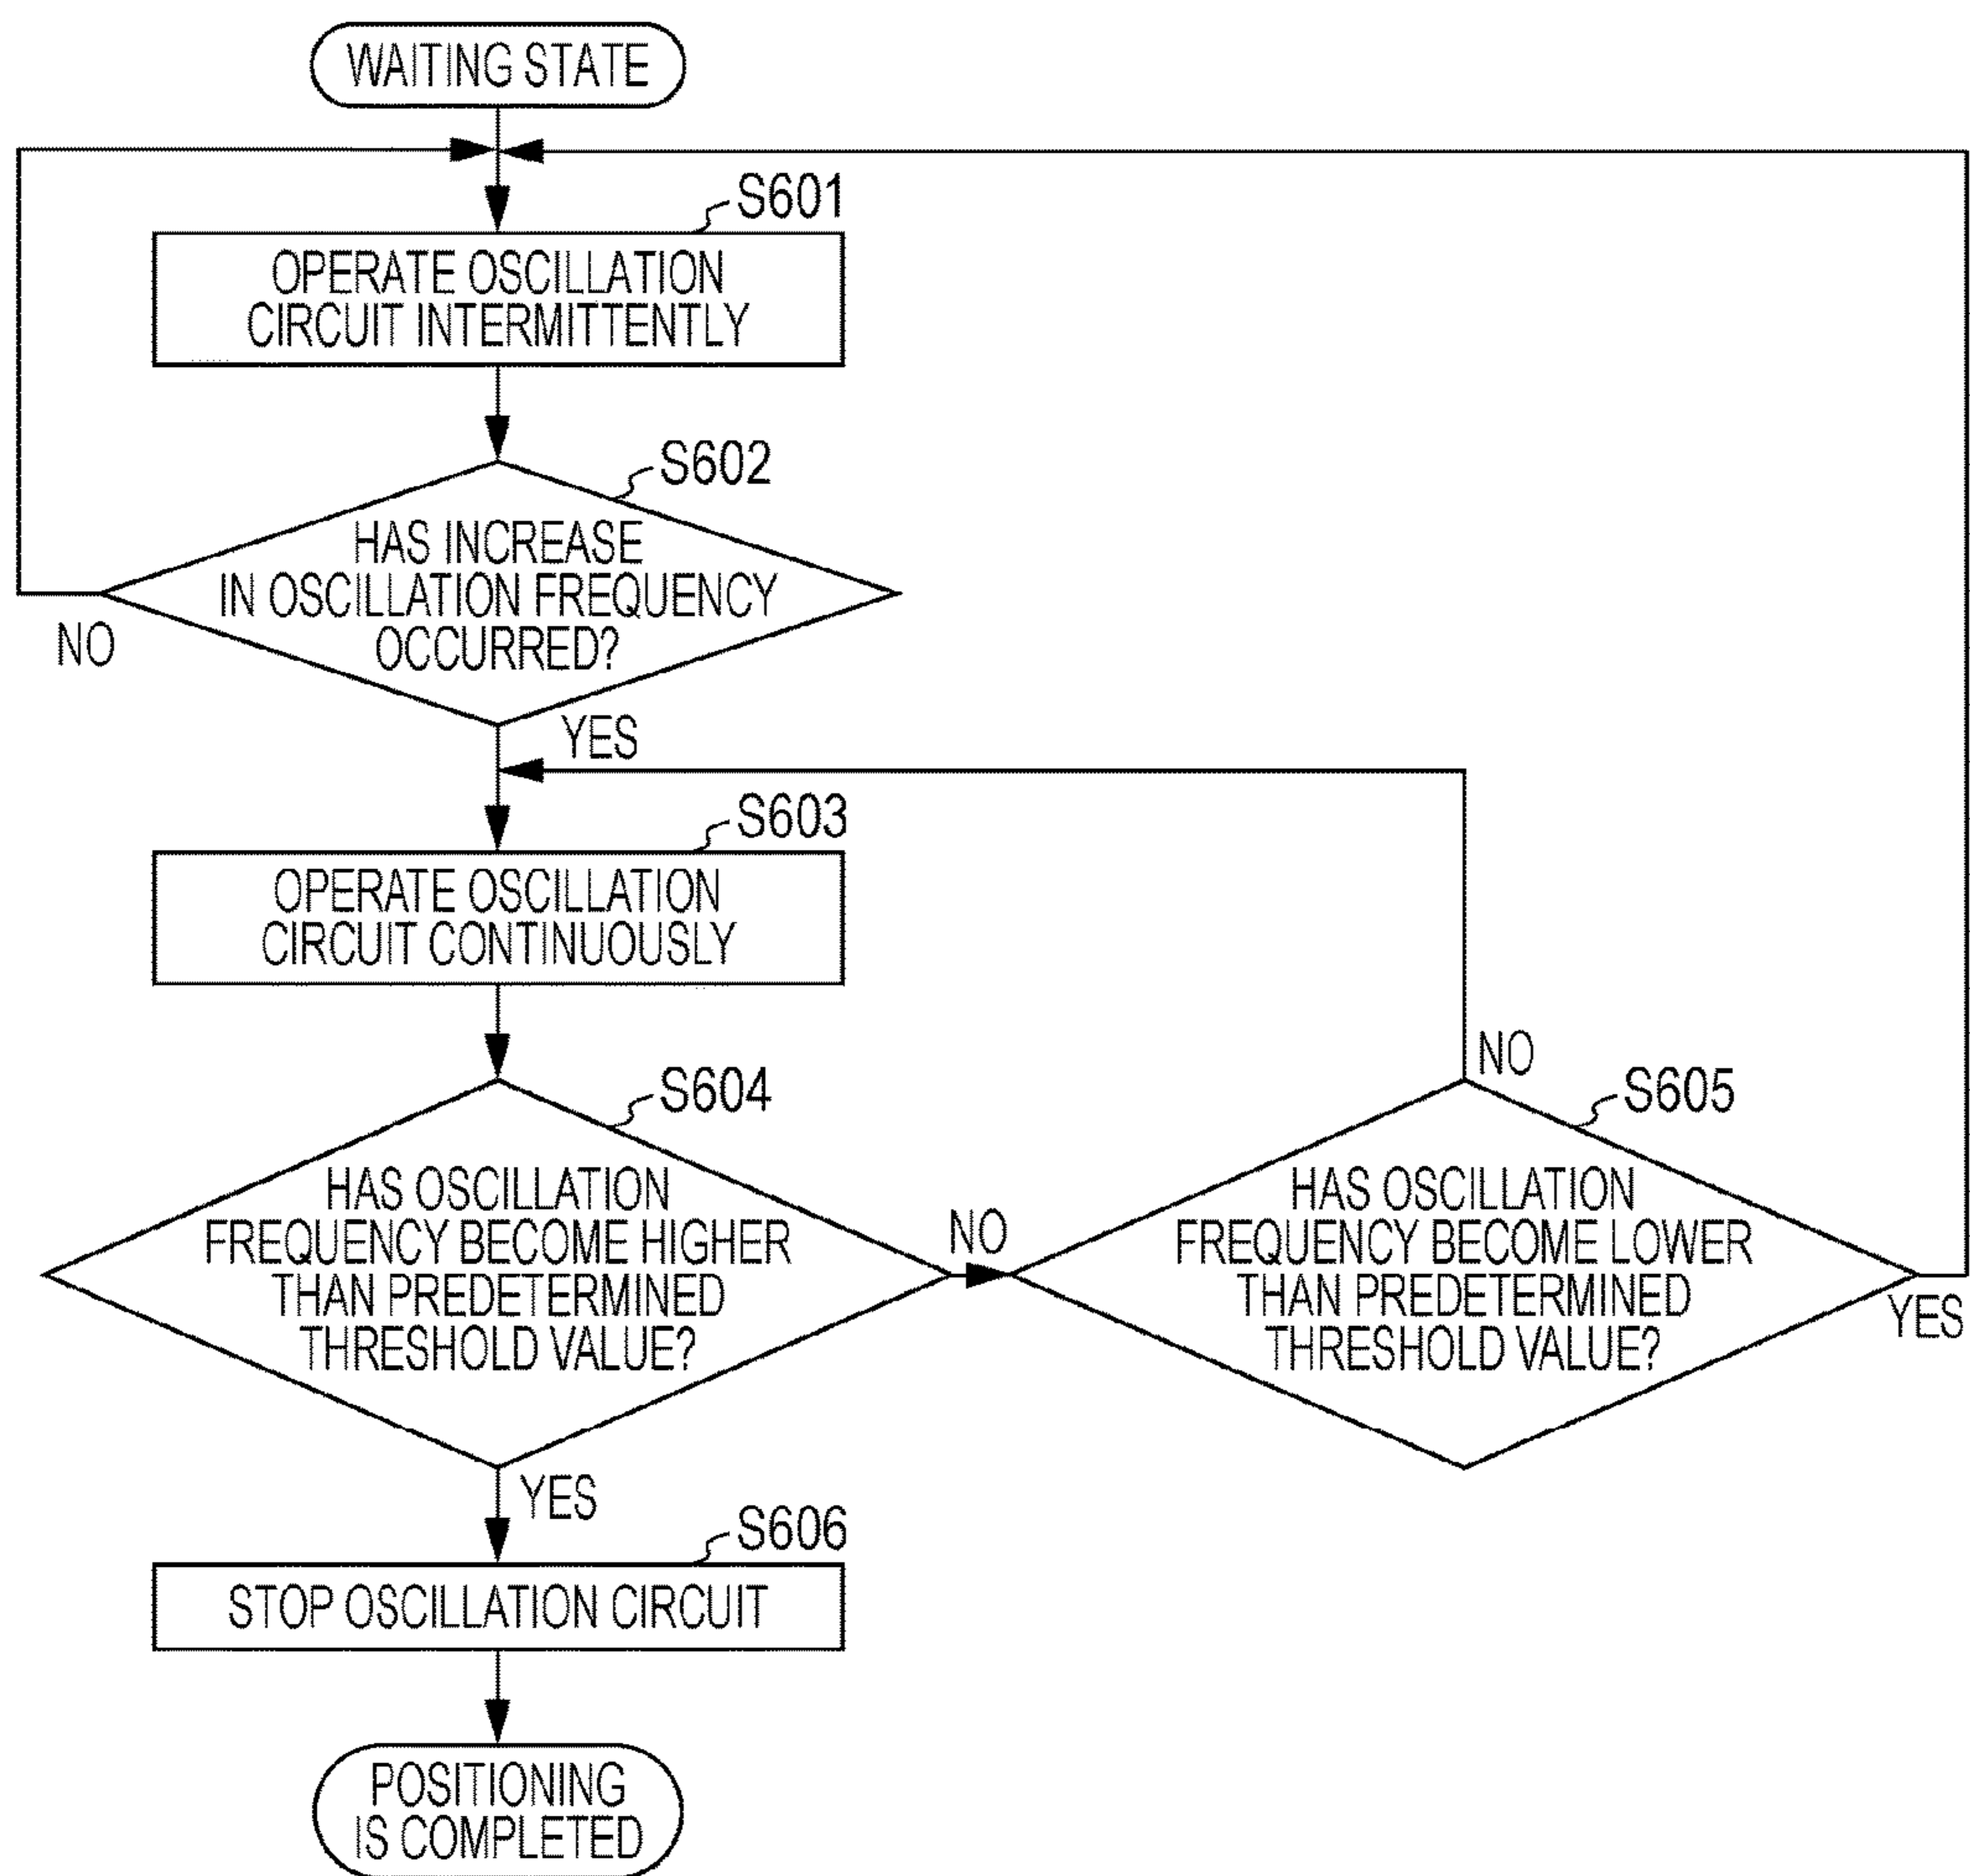 WAITING STATE
S601
OPERATE OSCILLATION
CIRCUIT INTERMITTENTLY
S602
HAS INCREASE
IN OSCILLATION FREQUENCY
OCCURRED?
NO
YES
S603
OPERATE OSCILLATION
CIRCUIT CONTINUOUSLY
S604
HAS OSCILLATION
FREQUENCY BECOME HIGHER
THAN PREDETERMINED
THRESHOLD VALUE?
NO
YES
NO
S605
HAS OSCILLATION
FREQUENCY BECOME LOWER
THAN PREDETERMINED
THRESHOLD VALUE?
YES
S606
STOP OSCILLATION CIRCUIT
POSITIONING
IS COMPLETED